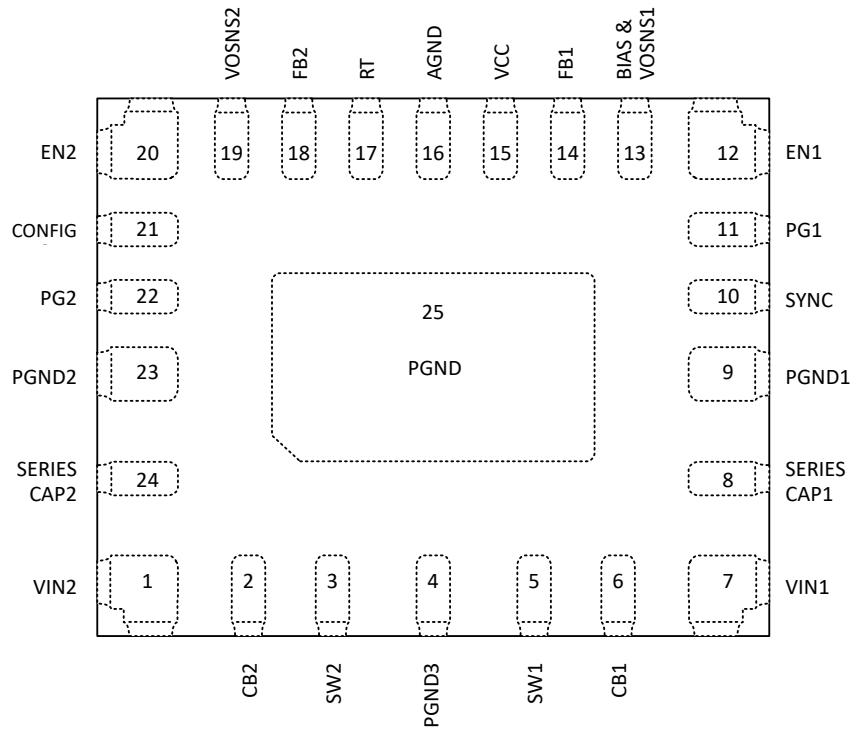 VOSNS2
FB2
RT
AGND
VCC
FB1
BIAS &
VOSNS1
EN2
20
19
18
17
16
15
14
13
12
EN1
CONFIG
21
11
PG1
PG2
22
25
10
SYNC
PGND2
23
PGND
9
PGND1
SERIES
CAP2
24
8
SERIES
CAP1
VIN2
1
2
3
4
5
6
7
VIN1
CB2
SW2
PGND3
SW1
CB1